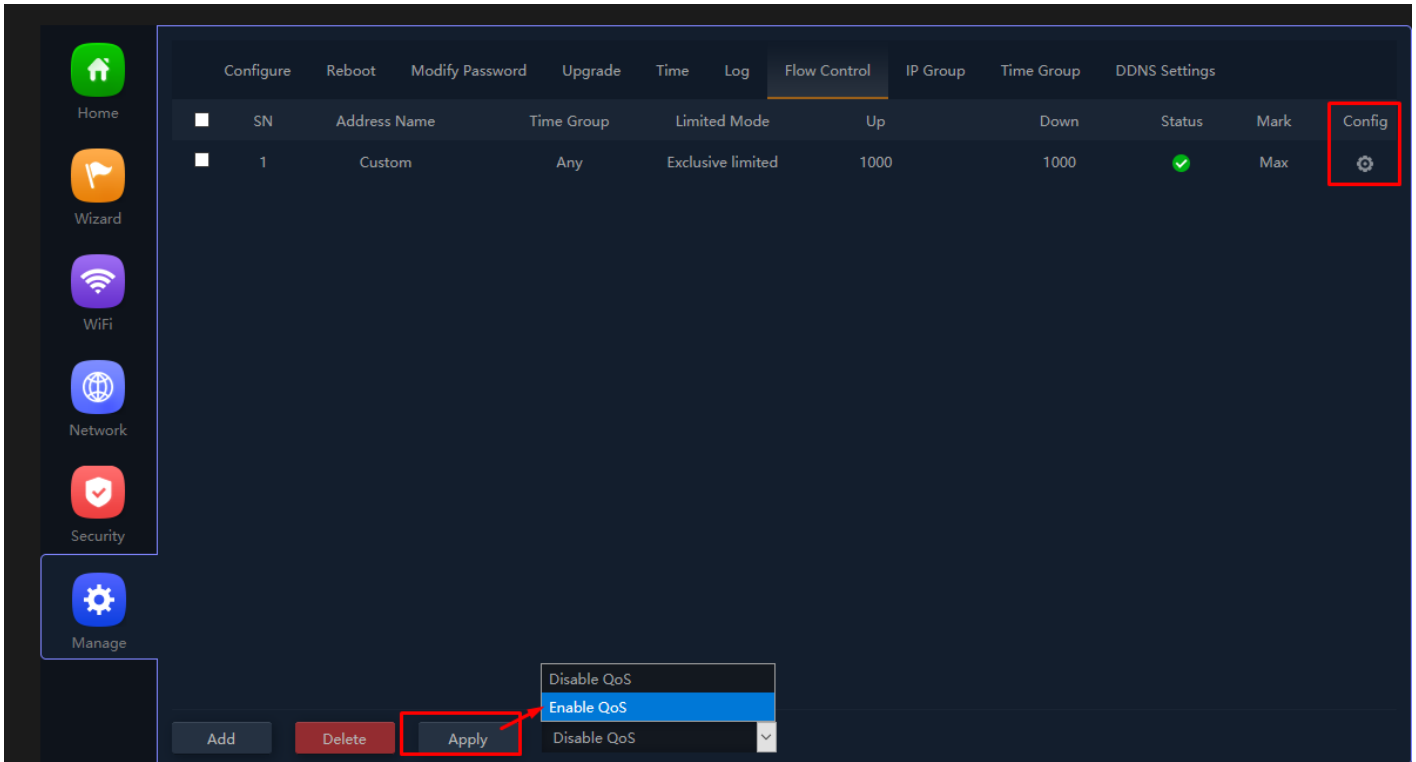 Home
Wizard
WiFi
Network
Security
Manage
Configure Reboot Modify Password Upgrade Time Log Flow Control IP Group Time Group DDNS Settings
SN Address Name Time Group Limited Mode Up Down Status Mark Config
1 Custom Any Exclusive limited 1000 1000 Max
Disable QoS
Enable QoS
Add Delete Apply Disable QoS